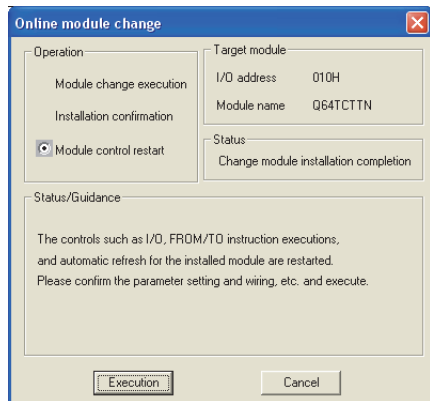 Online module change
Operation
Module change execution
Installation confirmation
Module control restart
Target module
I/O address 010H
Module name Q64TCTTN
Status
Change module installation completion
Status/Guidance
The controls such as I/O, FROM/TO instruction executions,
and automatic refresh for the installed module are restarted.
Please confirm the parameter setting and wiring, etc. and execute.
Execution Cancel